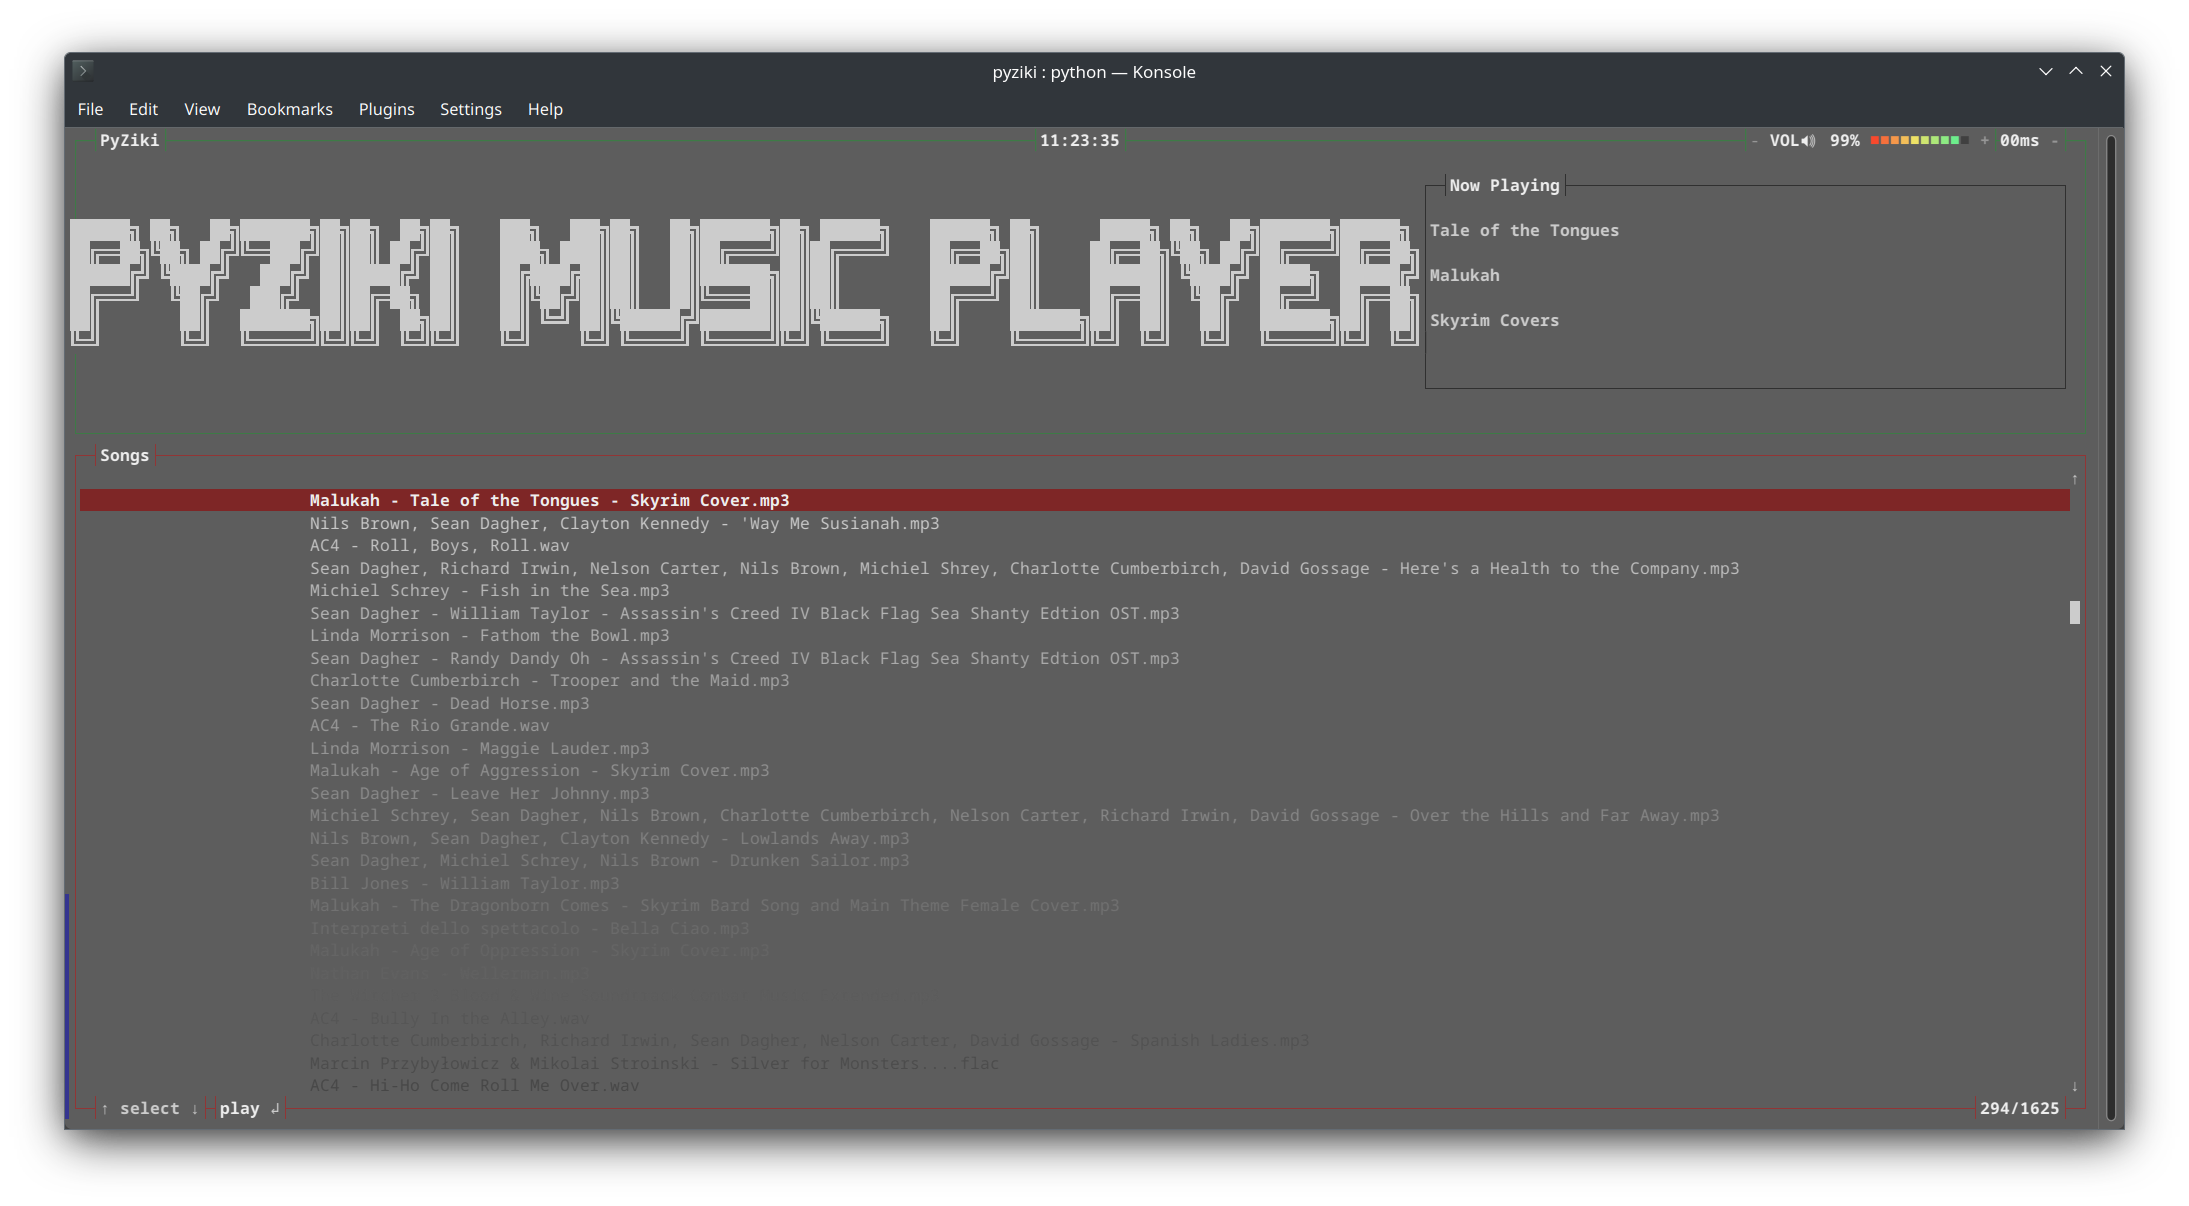 pyziki : python — Konsole
File Edit View Bookmarks Plugins Settings Help
PyZiki 11:23:35 - VOL🔊 99% + 00ms -
PYZIKI MUSIC PLAYER
Now Playing
Tale of the Tongues
Malukah
Skyrim Covers
Songs
↑
Malukah - Tale of the Tongues - Skyrim Cover.mp3
Nils Brown, Sean Dagher, Clayton Kennedy - 'Way Me Susianah.mp3
AC4 - Roll, Boys, Roll.wav
Sean Dagher, Richard Irwin, Nelson Carter, Nils Brown, Michiel Shrey, Charlotte Cumberbirch, David Gossage - Here's a Health to the Company.mp3
Michiel Schrey - Fish in the Sea.mp3
Sean Dagher - William Taylor - Assassin's Creed IV Black Flag Sea Shanty Edtion OST.mp3
Linda Morrison - Fathom the Bowl.mp3
Sean Dagher - Randy Dandy Oh - Assassin's Creed IV Black Flag Sea Shanty Edtion OST.mp3
Charlotte Cumberbirch - Trooper and the Maid.mp3
Sean Dagher - Dead Horse.mp3
AC4 - The Rio Grande.wav
Linda Morrison - Maggie Lauder.mp3
Malukah - Age of Aggression - Skyrim Cover.mp3
Sean Dagher - Leave Her Johnny.mp3
Michiel Schrey, Sean Dagher, Nils Brown, Charlotte Cumberbirch, Nelson Carter, Richard Irwin, David Gossage - Over the Hills and Far Away.mp3
Nils Brown, Sean Dagher, Clayton Kennedy - Lowlands Away.mp3
Sean Dagher, Michiel Schrey, Nils Brown - Drunken Sailor.mp3
Bill Jones - William Taylor.mp3
Malukah - The Dragonborn Comes - Skyrim Bard Song and Main Theme Female Cover.mp3
Interpreti dello spettacolo - Bella Ciao.mp3
Malukah - Age of Oppression - Skyrim Cover.mp3
AC4 - Bully In the Alley.wav
Charlotte Cumberbirch, Richard Irwin, Sean Dagher, Nelson Carter, David Gossage - Spanish Ladies.mp3
Marcin Przybyłowicz & Mikolai Stroinski - Silver for Monsters....flac
AC4 - Hi-Ho Come Roll Me Over.wav
↓
↑ select ↓ play ↲ 294/1625